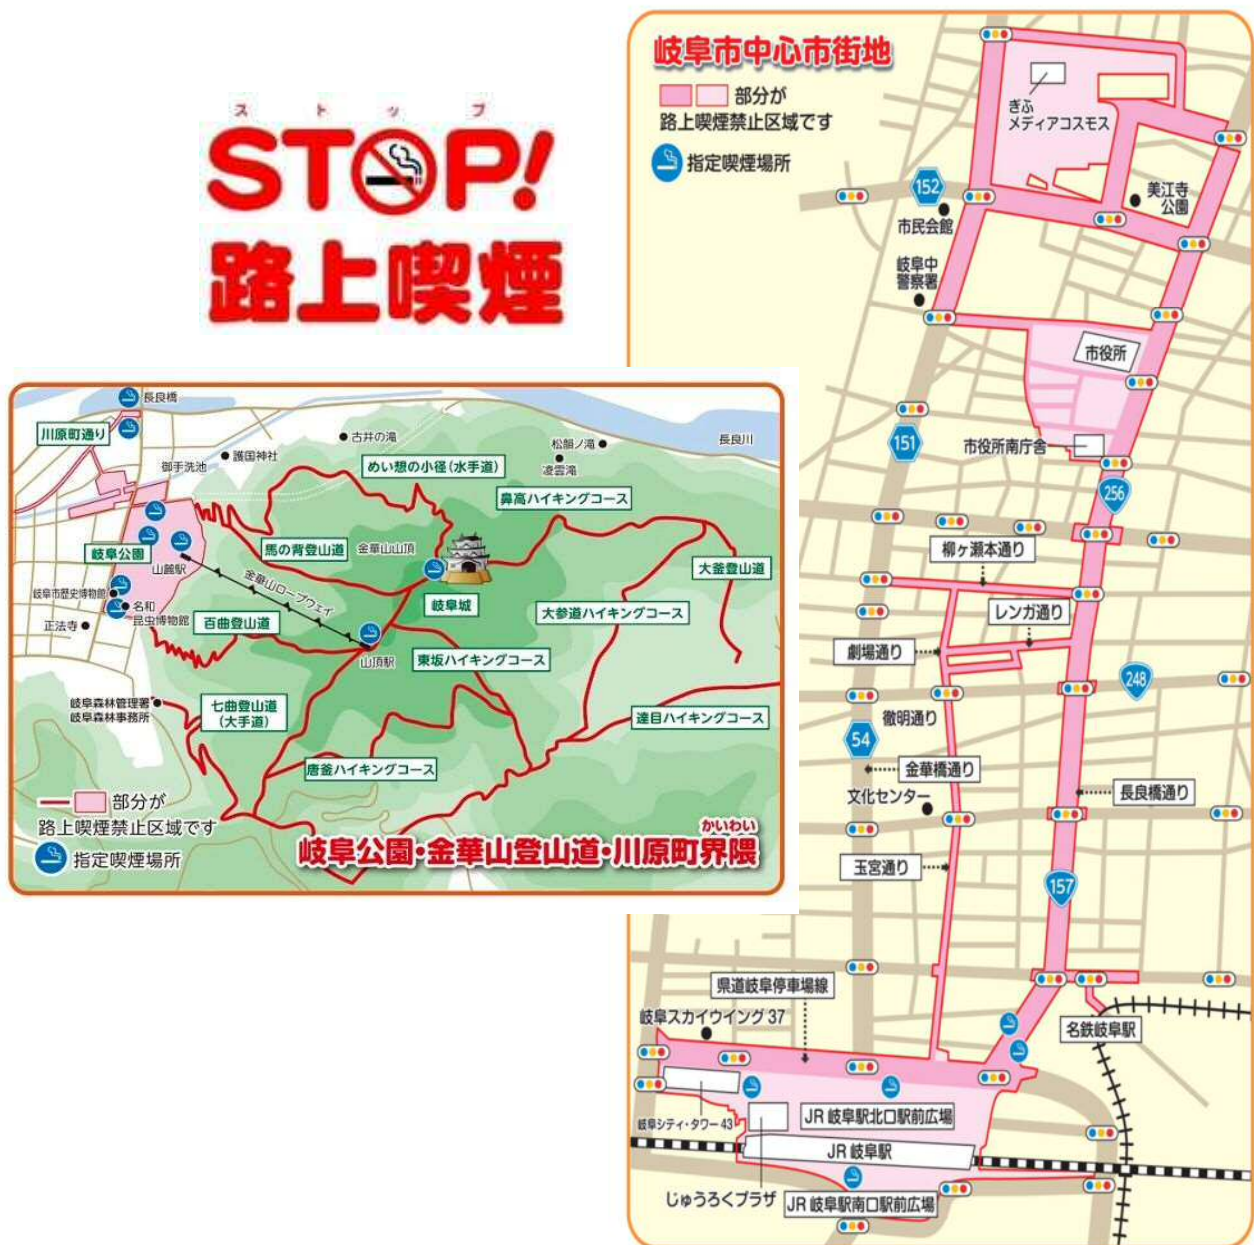 ストップ
STOP!
路上喫煙
岐阜市中心市街地
部分が
路上喫煙禁止区域です
指定喫煙場所
ぎふ
メディアコスモス
152
市民会館
美江寺
公園
岐阜中
警察署
市役所
151
市役所南庁舎
256
柳ヶ瀬本通り
レンガ通り
劇場通り
248
徹明通り
54
金華橋通り
文化センター
長良橋通り
玉宮通り
157
県道岐阜停車場線
岐阜スカイウイング37
名鉄岐阜駅
岐阜シティ・タワー43
JR岐阜駅北口駅前広場
JR岐阜駅
じゅうろくプラザ
JR岐阜駅南口駅前広場
長良橋
川原町通り
古井の滝
松韻ノ滝
長良川
御手洗池
護国神社
めい想の小径(水手道)
凌雲滝
鼻高ハイキングコース
岐阜公園
馬の背登山道
金華山山頂
山麓駅
大釜登山道
金華山ロープウェイ
岐阜市歴史博物館
名和
昆虫博物館
岐阜城
大参道ハイキングコース
正法寺
百曲登山道
山頂駅
東坂ハイキングコース
岐阜森林管理署
岐阜森林事務所
七曲登山道
(大手道)
達目ハイキングコース
唐釜ハイキングコース
部分が
路上喫煙禁止区域です
指定喫煙場所
かいわい
岐阜公園・金華山登山道・川原町界隈